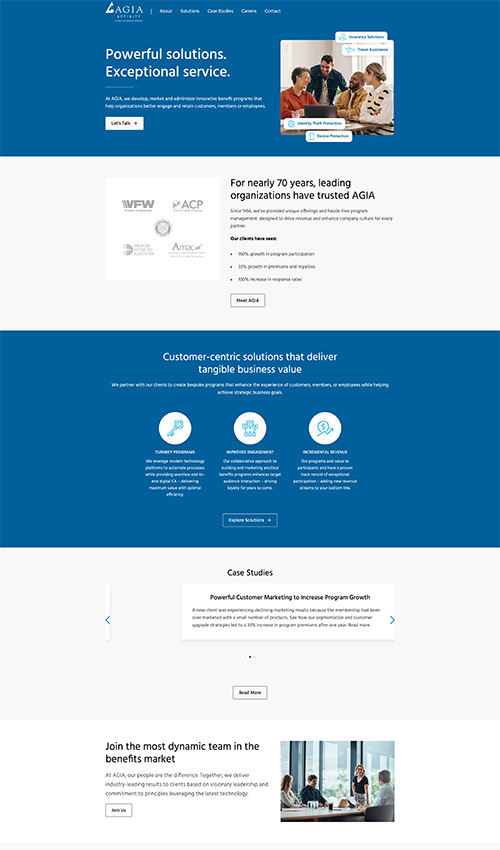 AGIA
AFFINITY
About Solutions Case Studies Careers Contact
Powerful solutions.
Exceptional service.
At AGIA, we develop, market and administer innovative benefit programs that
help organizations better engage and retain customers, members or employees.
Let's Talk →
Insurance Solutions
Travel Assistance
Identity Theft Protection
Device Protection
VFW
ACP
AMERICAN
ASSOCIATION
Amac
For nearly 70 years, leading
organizations have trusted AGIA
Since 1956, we've provided unique offerings and hassle-free program
management designed to drive revenue and enhance company culture for every
partner.
Our clients have seen:
• 150% growth in program participation
• 33% growth in premiums and royalties
• 100% increase in response rates
Meet AGIA
Customer-centric solutions that deliver
tangible business value
We partner with our clients to create bespoke programs that enhance the experience of customers, members, or employees while helping
achieve strategic business goals.
TURNKEY PROGRAMS
We leverage modern technology
platforms to automate processes
while providing seamless end-to-
end digital CX – delivering
maximum value with optimal
efficiency.
IMPROVED ENGAGEMENT
Our collaborative approach to
building and marketing ancillary
benefits programs enhances target
audience interaction – driving
loyalty for years to come.
INCREMENTAL REVENUE
Our programs add value to
participants and have a proven
track record of exceptional
participation – adding new revenue
streams to your bottom line.
Explore Solutions →
Case Studies
Powerful Customer Marketing to Increase Program Growth
A new client was experiencing declining marketing results because the membership had been
over marketed with a small number of products. See how our segmentation and customer
upgrade strategies led to a 33% increase in program premiums after one year. Read more
Read More
Join the most dynamic team in the
benefits market
At AGIA, our people are the difference. Together, we deliver
industry-leading results to clients based on visionary leadership and
commitment to principles leveraging the latest technology.
Join Us